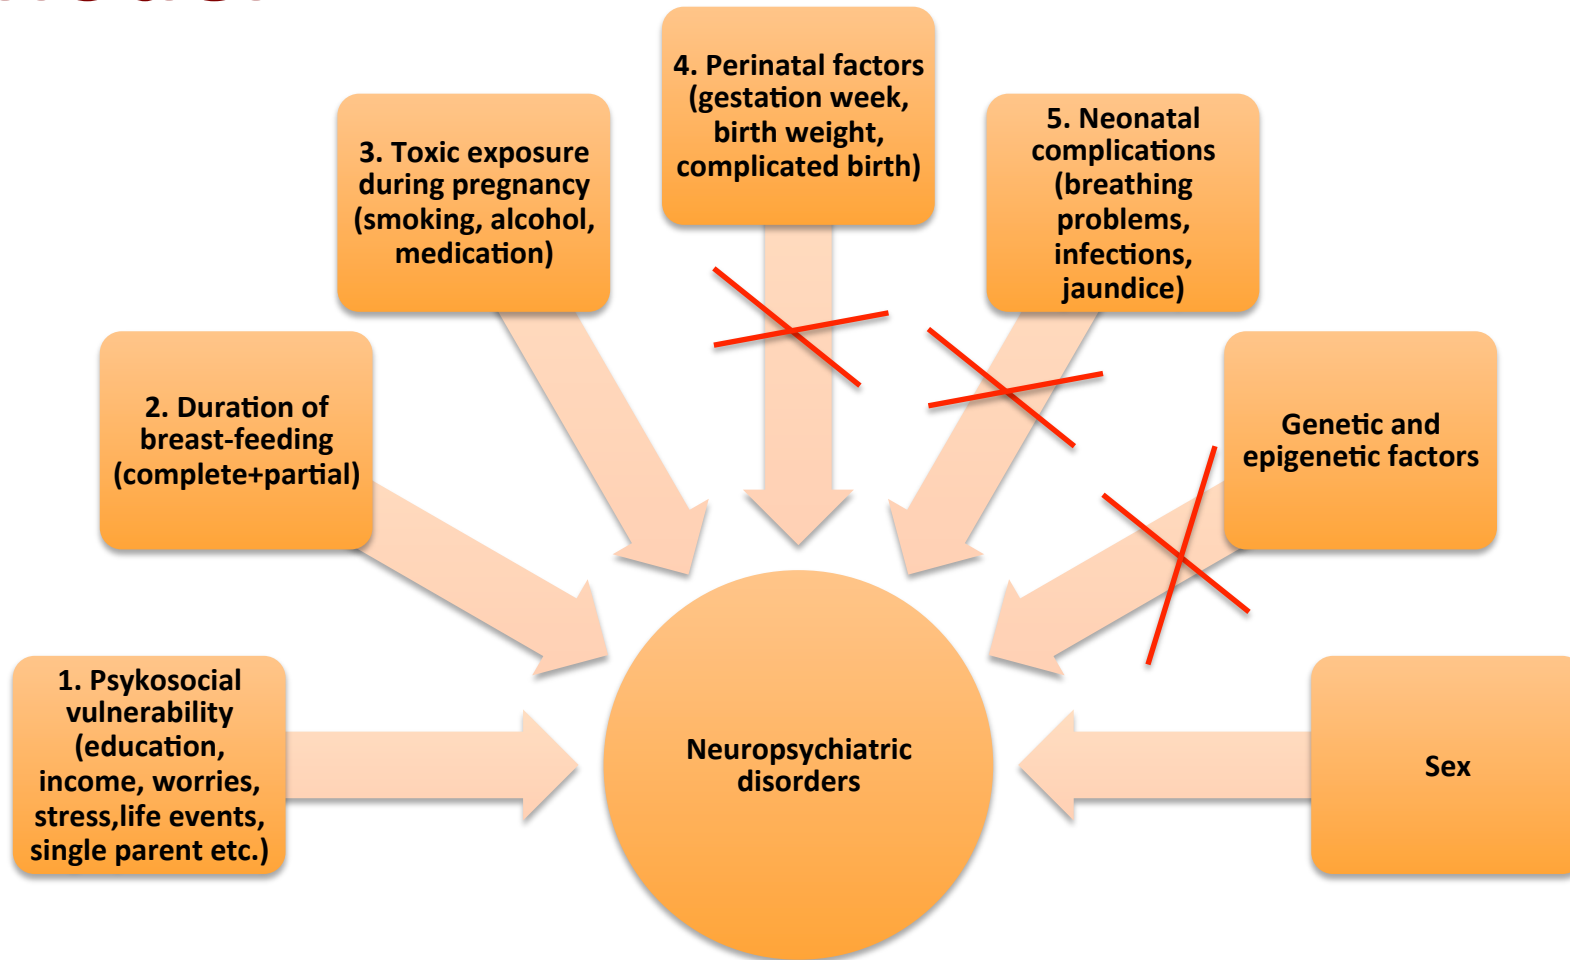 4. Perinatal factors
(gestation week,
birth weight,
complicated birth)
5. Neonatal
complications
(breathing
problems,
infections,
jaundice)
3. Toxic exposure
during pregnancy
(smoking, alcohol,
medication)
2. Duration of
breast-feeding
(complete+partial)
Genetic and
epigenetic factors
1. Psykosocial
vulnerability
(education,
income, worries,
stress,life events,
single parent etc.)
Neuropsychiatric
disorders
Sex